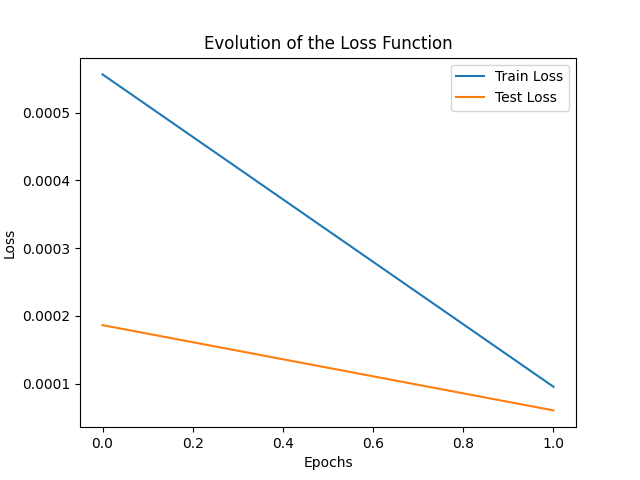 Evolution of the Loss Function
Train Loss
Test Loss
0.0005
0.0004
0.0003
0.0002
0.0001
Loss
0.0 0.2 0.4 0.6 0.8 1.0
Epochs